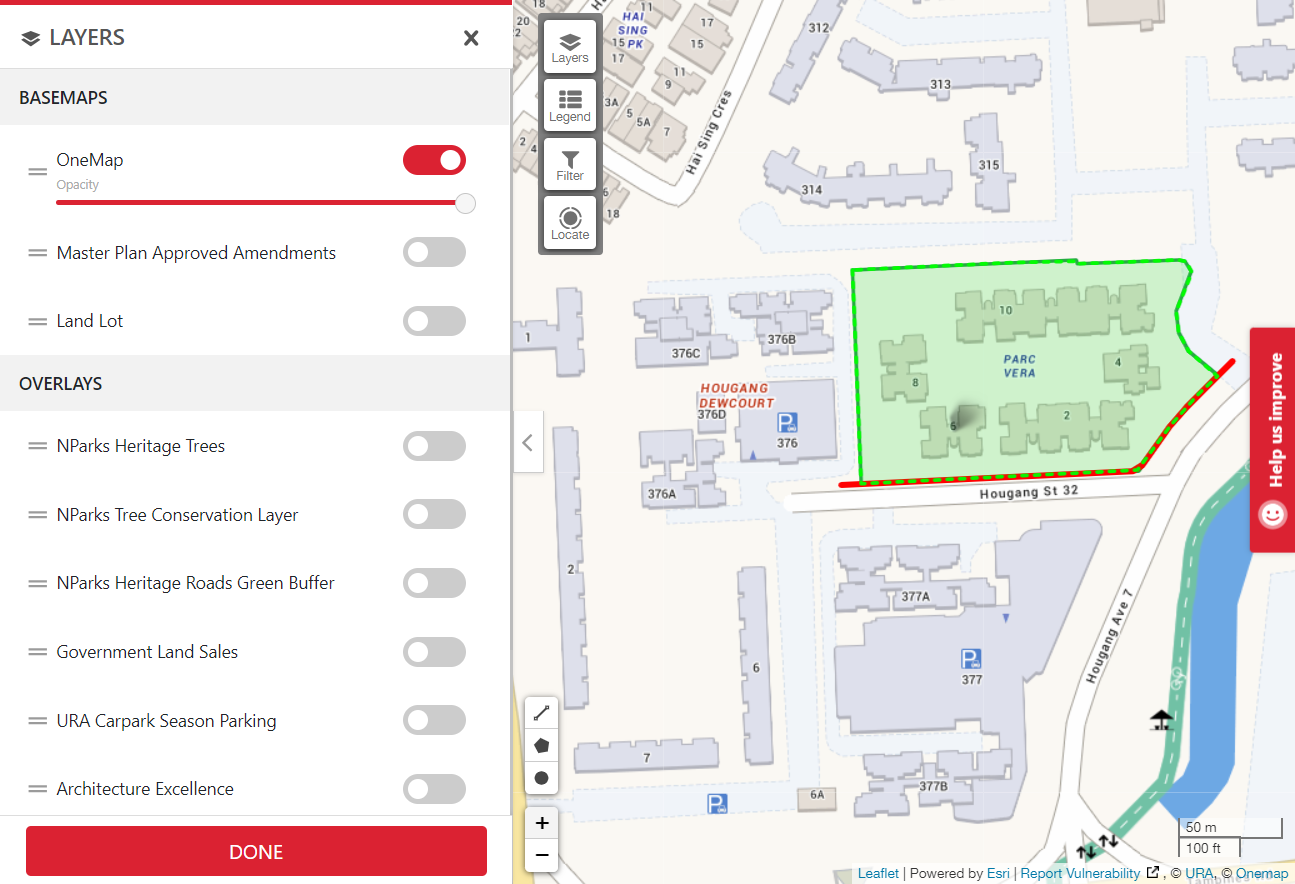 LAYERS
BASEMAPS
OneMap
Opacity
Master Plan Approved Amendments
Land Lot
OVERLAYS
NParks Heritage Trees
NParks Tree Conservation Layer
NParks Heritage Roads Green Buffer
Government Land Sales
URA Carpark Season Parking
Architecture Excellence
DONE
Layers
Legend
Filter
Locate
20
18
11
HAI
SING
PK
15
17
17
15
11
9
3A
5
5A
7
2
4
6
18
Hai Sing Cres
312
313
314
315
1
376C
376B
HOUGANG
DEWCOURT
376D
P
376
376A
10
PARC
VERA
8
4
6
2
Hougang St 32
2
377A
6
P
377
Hougang Ave 7
7
377B
P
6A
Help us improve
+
−
50 m
100 ft
Leaflet | Powered by Esri | Report Vulnerability , © URA, © Onemap